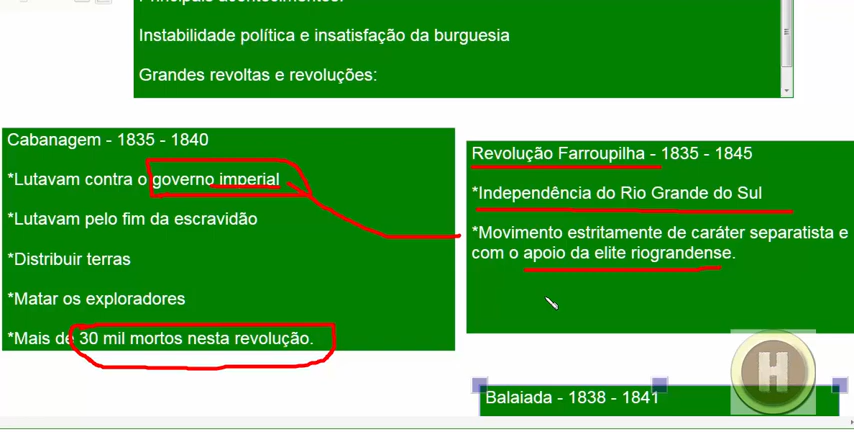 Principais acontecimentos:
Instabilidade política e insatisfação da burguesia
Grandes revoltas e revoluções:
Cabanagem - 1835 - 1840
*Lutavam contra o governo imperial
*Lutavam pelo fim da escravidão
*Distribuir terras
*Matar os exploradores
*Mais de 30 mil mortos nesta revolução.
Revolução Farroupilha - 1835 - 1845
*Independência do Rio Grande do Sul
*Movimento estritamente de caráter separatista e
com o apoio da elite riograndense.
H
Balaiada - 1838 - 1841